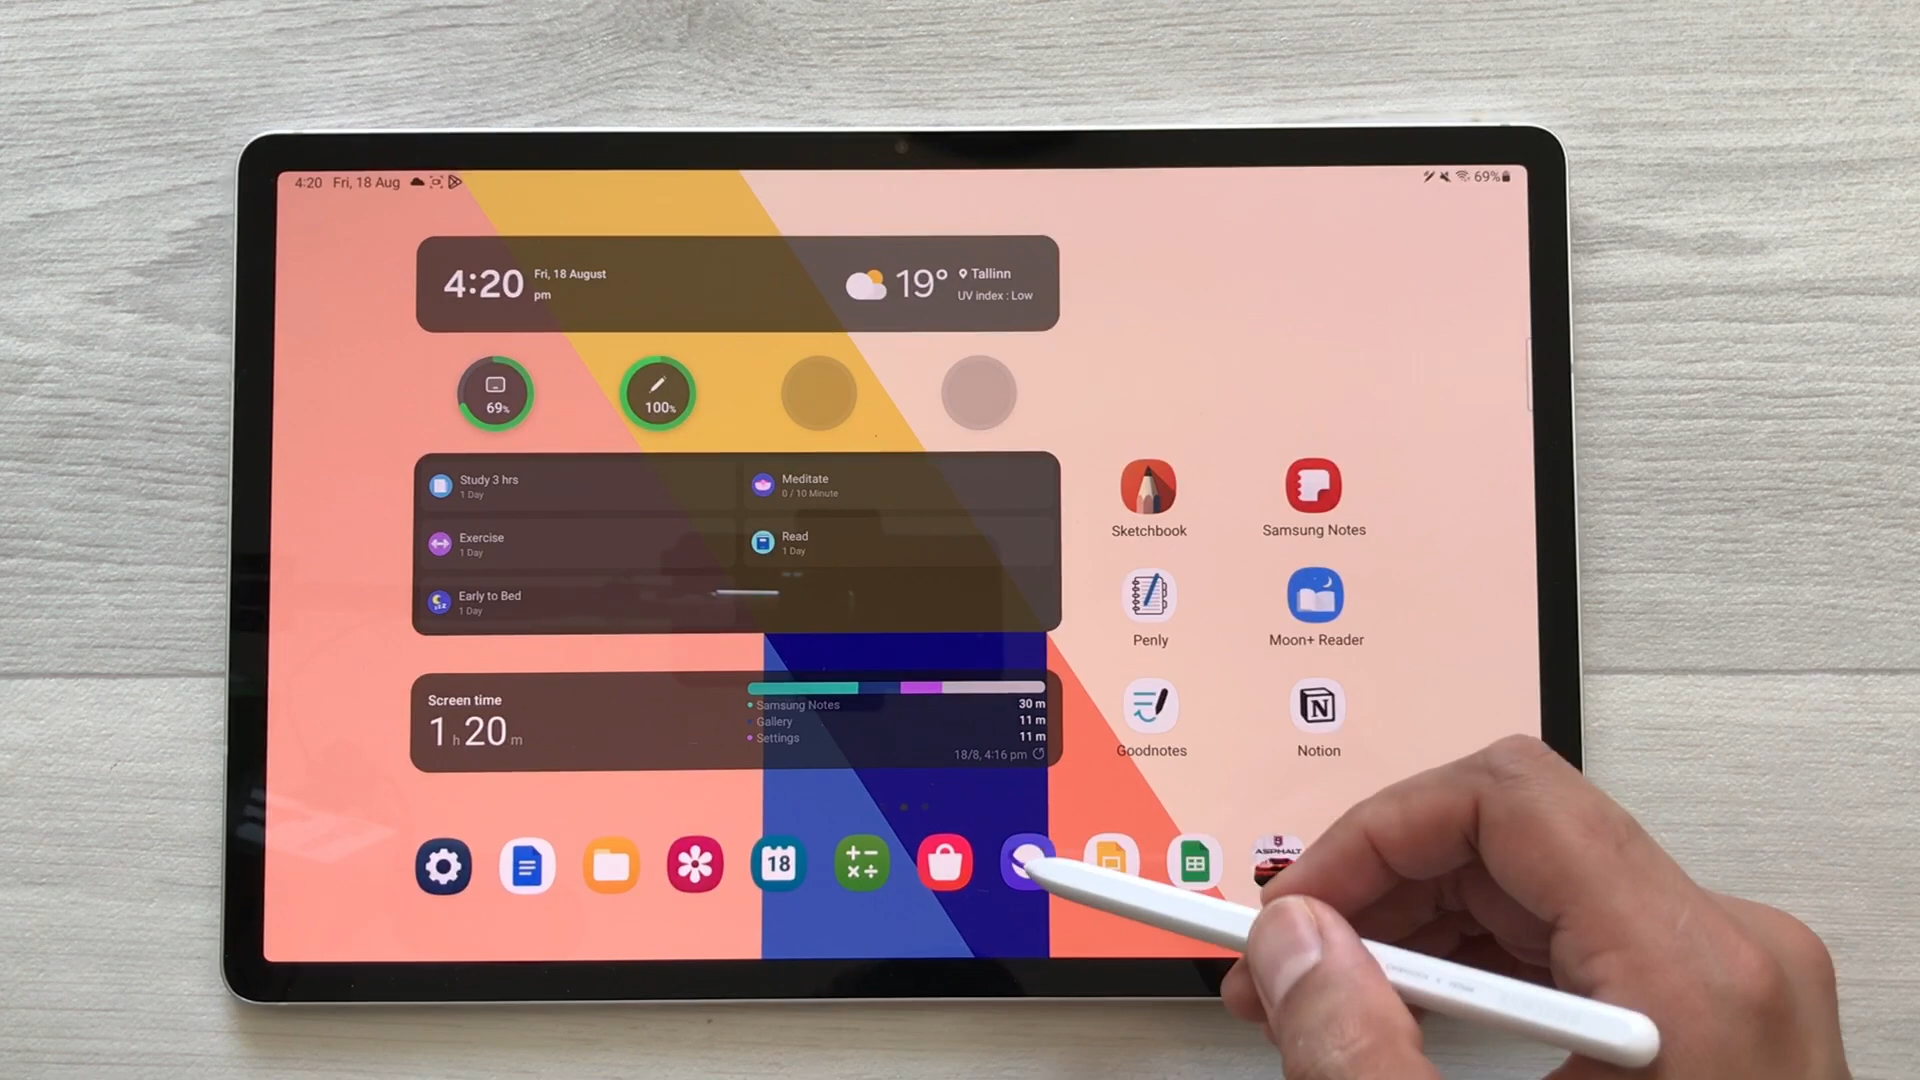 4:20 Fri, 18 Aug
69%
4:20 Fri, 18 August
pm
19° Tallinn
UV index : Low
69%
100%
Study 3 hrs
1 Day
Meditate
0 / 10 Minute
Exercise
1 Day
Read
1 Day
Early to Bed
1 Day
Sketchbook
Samsung Notes
Penly
Moon+ Reader
Goodnotes
Notion
Screen time
1 h 20 m
Samsung Notes 30 m
Gallery 11 m
Settings 11 m
18/8, 4:16 pm
18
ASPHALT